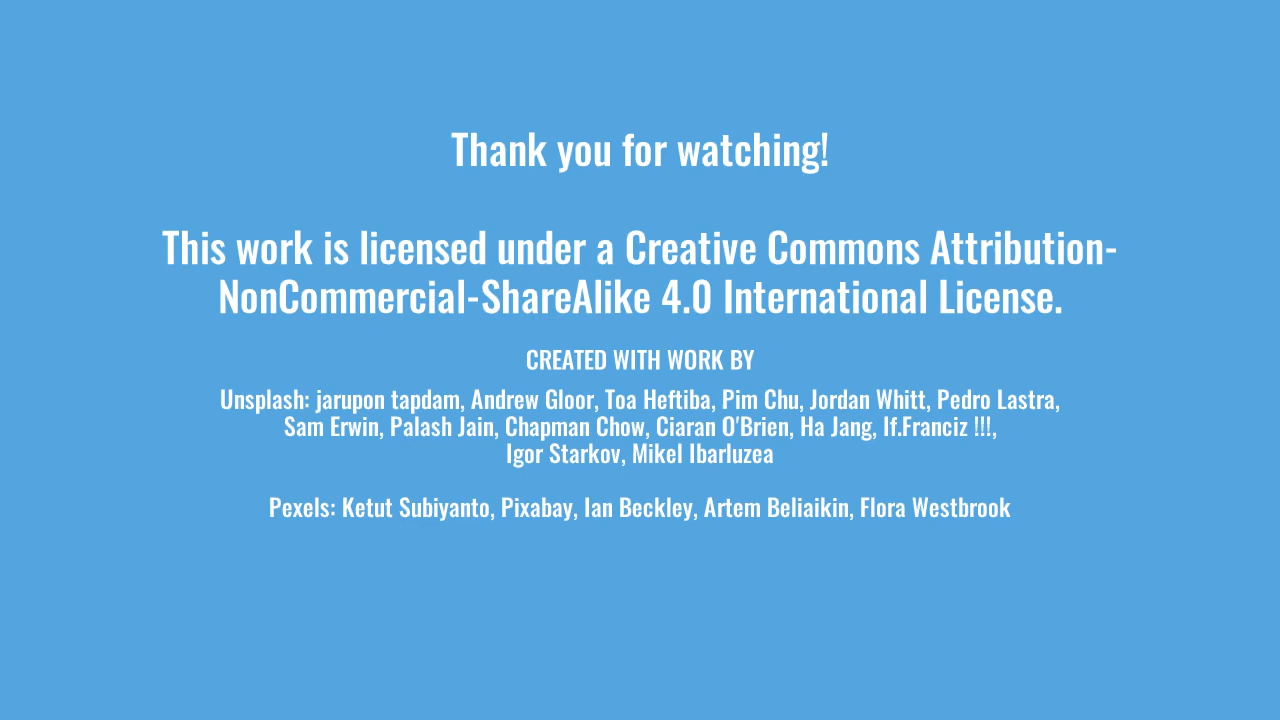 Thank you for watching!
This work is licensed under a Creative Commons Attribution-
NonCommercial-ShareAlike 4.0 International License.
CREATED WITH WORK BY
Unsplash: jarupon tapdam, Andrew Gloor, Toa Heftiba, Pim Chu, Jordan Whitt, Pedro Lastra,
Sam Erwin, Palash Jain, Chapman Chow, Ciaran O'Brien, Ha Jang, lf.Franciz !!!,
Igor Starkov, Mikel Ibarluzea
Pexels: Ketut Subiyanto, Pixabay, Ian Beckley, Artem Beliaikin, Flora Westbrook